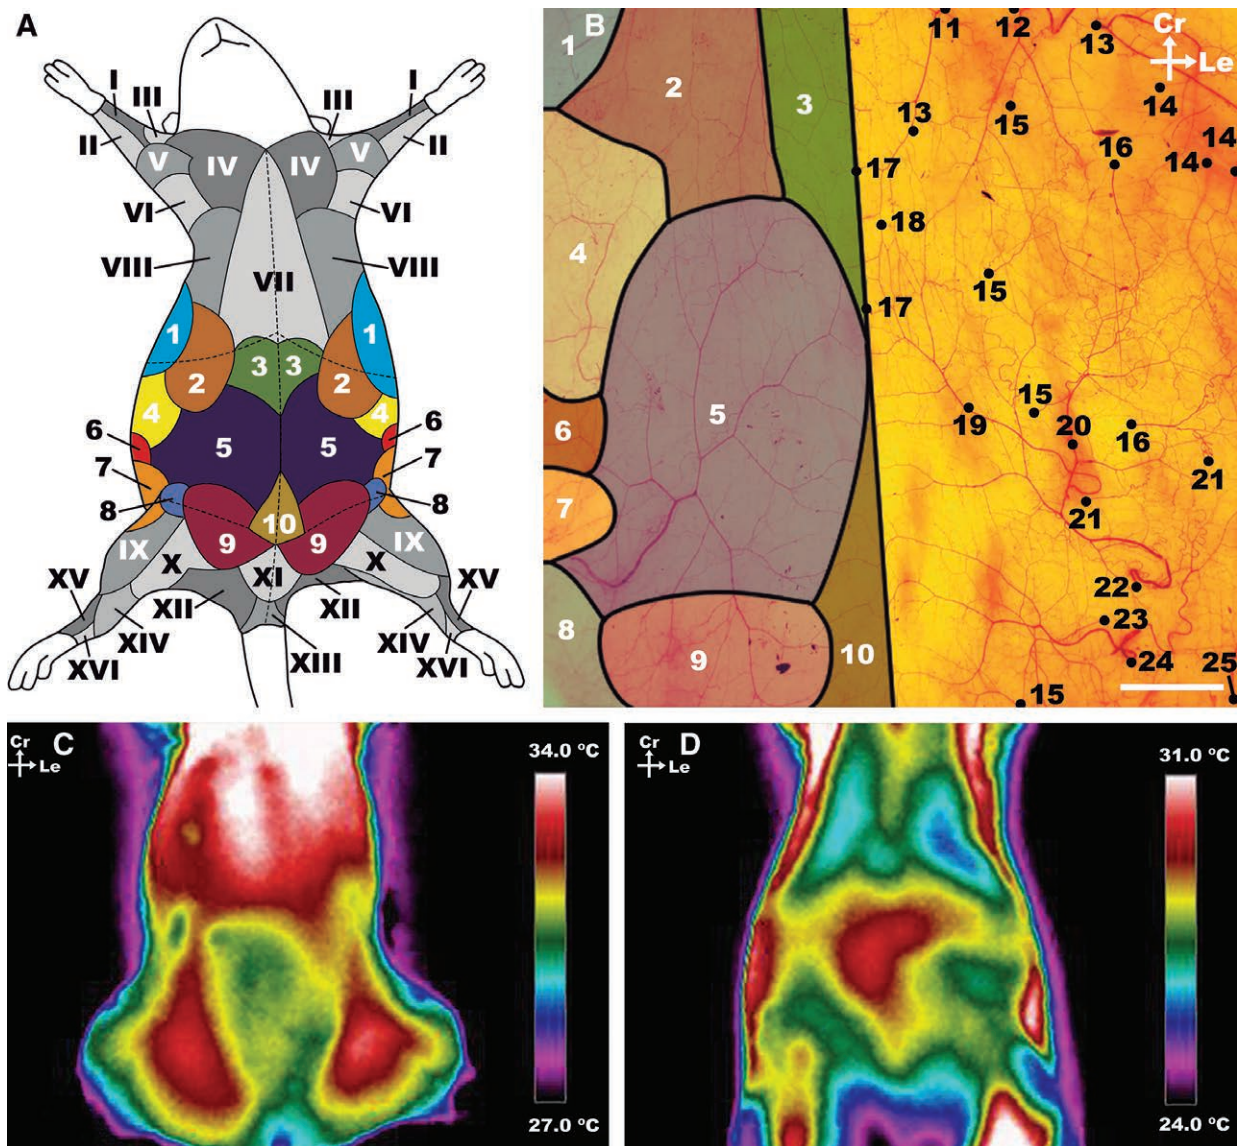 A
I
III
III
I
II
II
V
IV
IV
V
VI
VI
VIII
VII
VIII
1
1
2
3
3
2
4
4
6
6
5
5
7
7
8
8
10
9
9
IX
IX
X
X
XI
XV
XV
XII
XII
XIV
XIV
XVI
XIII
XVI
B
1
2
3
4
5
6
7
8
9
10
11
12
13
Cr
Le
14
13
15
14
16
14
17
18
15
17
15
19
20
16
21
21
22
23
24
25
15
C
Cr
Le
34.0 °C
27.0 °C
D
Cr
Le
31.0 °C
24.0 °C